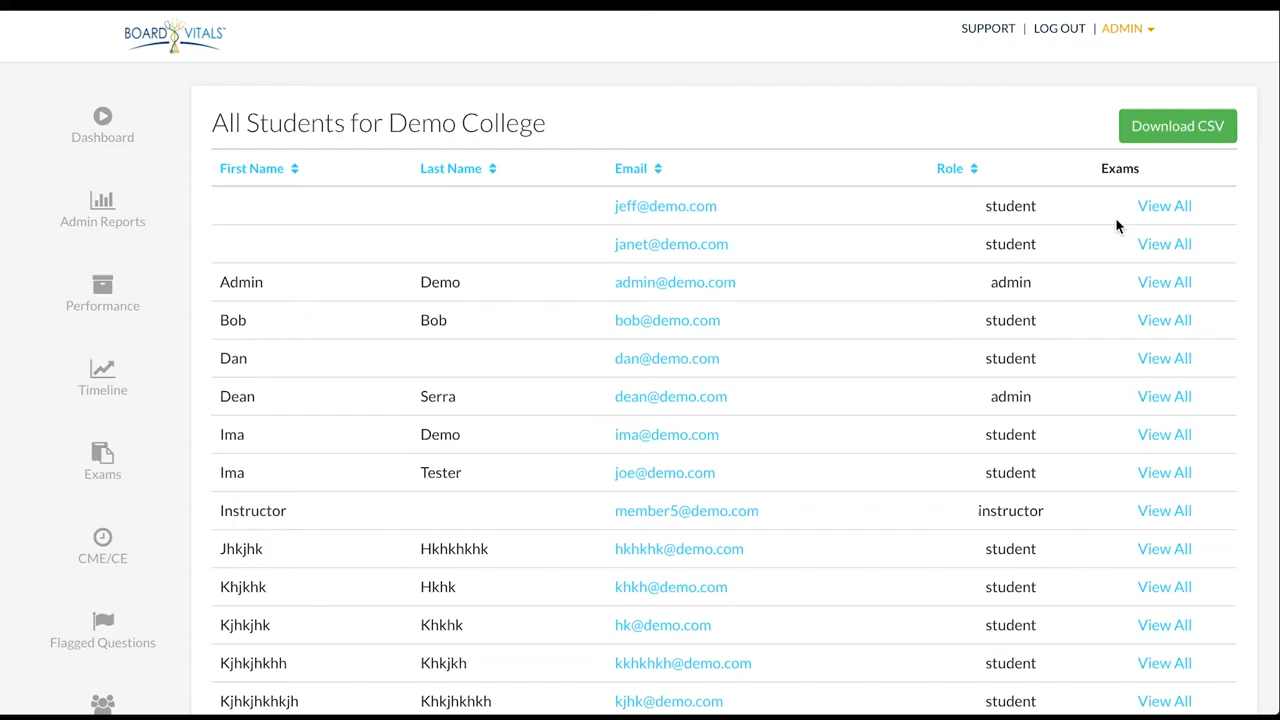 BOARD VITALS™
SUPPORT | LOG OUT | ADMIN
Dashboard
Admin Reports
Performance
Timeline
Exams
CME/CE
Flagged Questions
All Students for Demo College
Download CSV
First Name Last Name Email Role Exams
jeff@demo.com student View All
janet@demo.com student View All
Admin Demo admin@demo.com admin View All
Bob Bob bob@demo.com student View All
Dan dan@demo.com student View All
Dean Serra dean@demo.com admin View All
Ima Demo ima@demo.com student View All
Ima Tester joe@demo.com student View All
Instructor member5@demo.com instructor View All
Jhkjhk Hkhkhkhk hkhkhk@demo.com student View All
Khjkhk Hkhk khkh@demo.com student View All
Kjhkjhk Khkhk hk@demo.com student View All
Kjhkjhkhh Khkjkh kkhkhkh@demo.com student View All
Kjhkjhkhkjh Khkjhkhkh kjhk@demo.com student View All